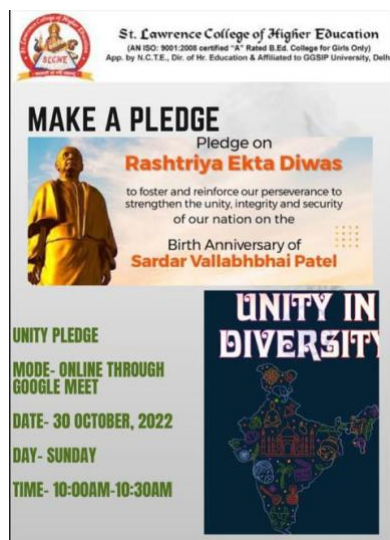 St. Lawrence College of Higher Education
(AN ISO: 9001:2008 certified "A" Rated B.Ed. College for Girls Only)
App. by N.C.T.E., Dir. of Hr. Education & Affiliated to GGSIP University, Delh
SLCHE
MAKE A PLEDGE
Pledge on
Rashtriya Ekta Diwas
to foster and reinforce our perseverance to
strengthen the unity, integrity and security
of our nation on the
Birth Anniversary of
Sardar Vallabhbhai Patel
UNITY PLEDGE
MODE- ONLINE THROUGH
GOOGLE MEET
DATE- 30 OCTOBER, 2022
DAY- SUNDAY
TIME- 10:00AM-10:30AM
UNITY IN
DIVERSITY